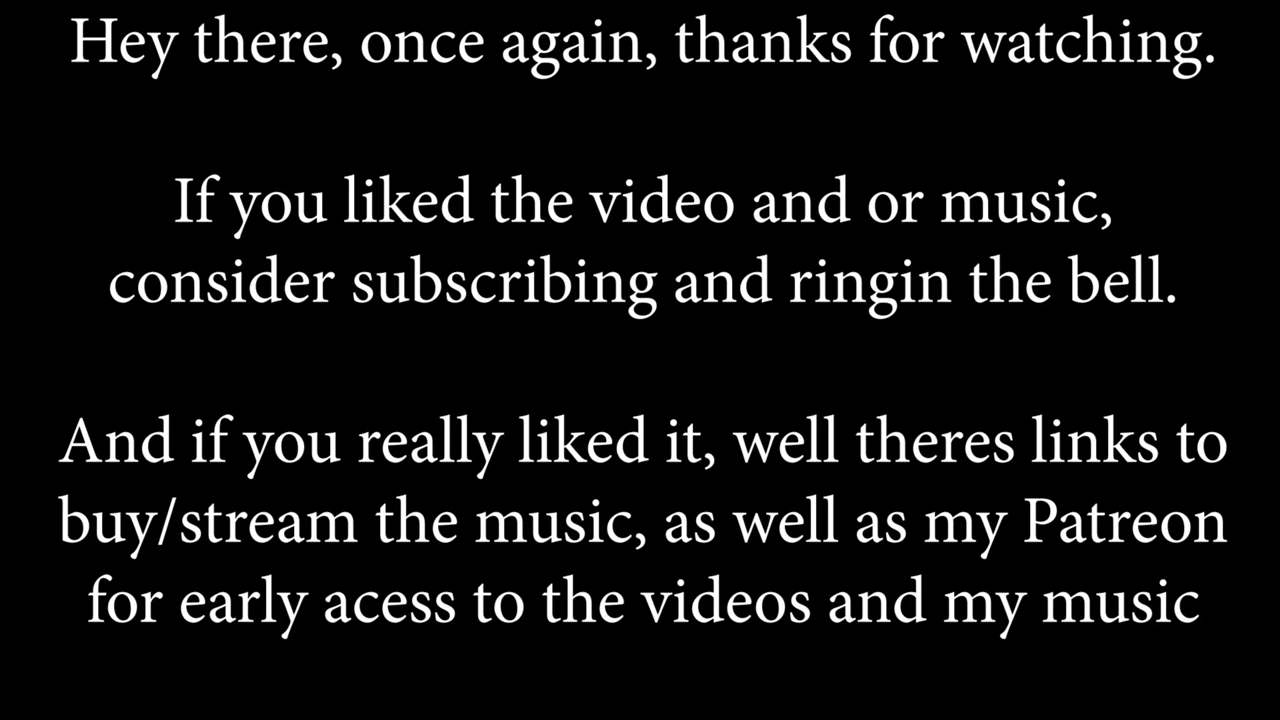 Hey there, once again, thanks for watching.
If you liked the video and or music,
consider subscribing and ringin the bell.
And if you really liked it, well theres links to
buy/stream the music, as well as my Patreon
for early acess to the videos and my music